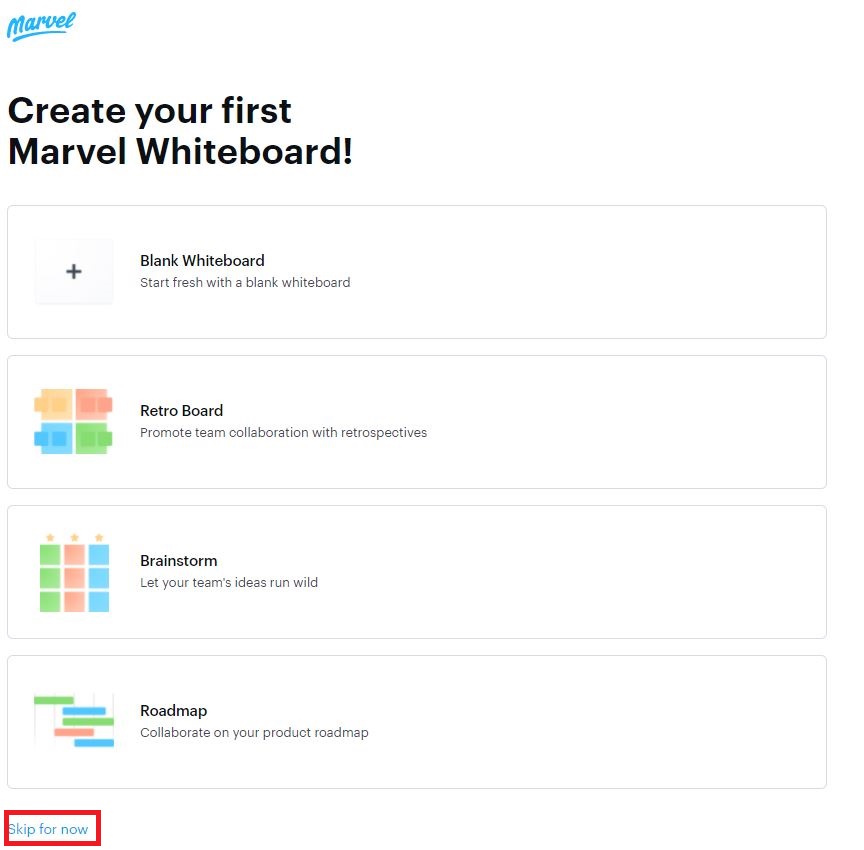 Marvel
Create your first
Marvel Whiteboard!
Blank Whiteboard
Start fresh with a blank whiteboard
Retro Board
Promote team collaboration with retrospectives
Brainstorm
Let your team's ideas run wild
Roadmap
Collaborate on your product roadmap
Skip for now